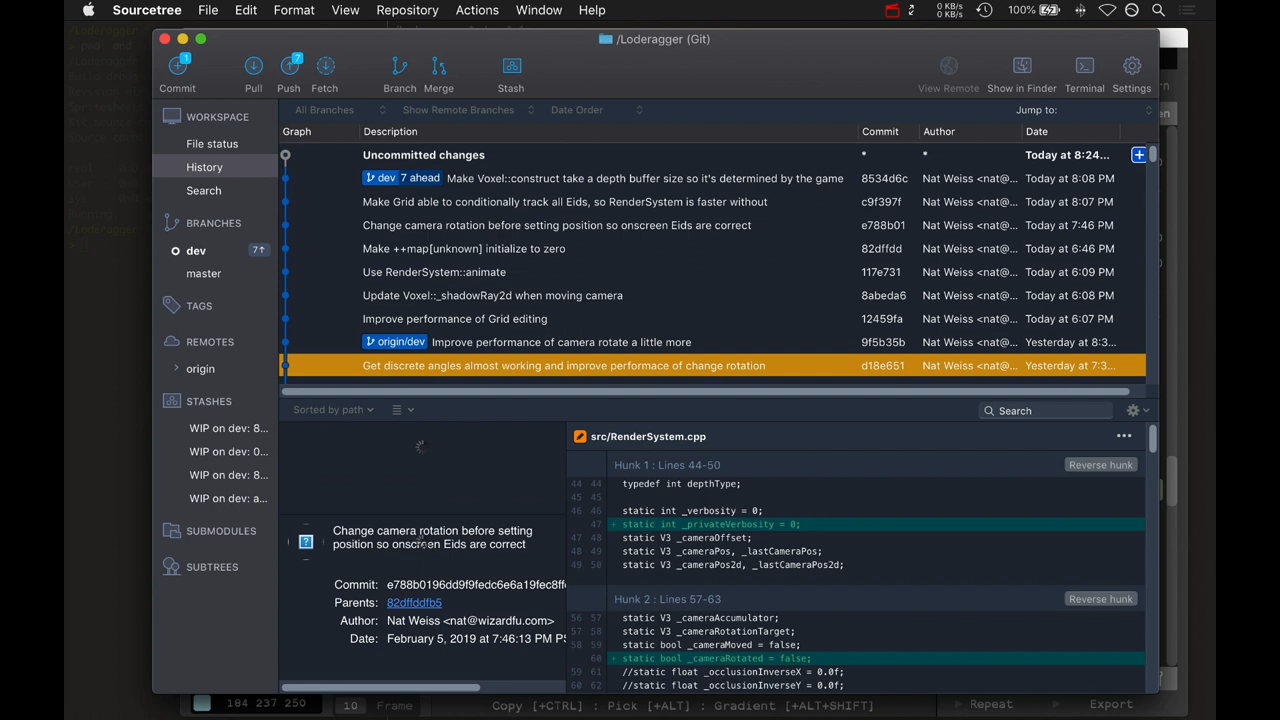 Sourcetree File Edit Format View Repository Actions Window Help
0 KB/s
0 KB/s
100%
/Loderagger (Git)
1
7
Commit Pull Push Fetch Branch Merge Stash View Remote Show in Finder Terminal Settings
WORKSPACE
File status
History
Search
BRANCHES
dev 7↑
master
TAGS
REMOTES
origin
STASHES
WIP on dev: 8...
WIP on dev: 0...
WIP on dev: 8...
WIP on dev: a...
SUBMODULES
SUBTREES
All Branches Show Remote Branches Date Order Jump to:
Graph Description Commit Author Date
Uncommitted changes * * Today at 8:24...
dev 7 ahead Make Voxel::construct take a depth buffer size so it's determined by the game 8534d6c Nat Weiss <nat@... Today at 8:08 PM
Make Grid able to conditionally track all Eids, so RenderSystem is faster without c9f397f Nat Weiss <nat@... Today at 8:07 PM
Change camera rotation before setting position so onscreen Eids are correct e788b01 Nat Weiss <nat@... Today at 7:46 PM
Make ++map[unknown] initialize to zero 82dffdd Nat Weiss <nat@... Today at 6:46 PM
Use RenderSystem::animate 117e731 Nat Weiss <nat@... Today at 6:09 PM
Update Voxel::_shadowRay2d when moving camera 8abeda6 Nat Weiss <nat@... Today at 6:08 PM
Improve performance of Grid editing 12459fa Nat Weiss <nat@... Today at 6:03 PM
origin/dev Improve performance of camera rotate a little more 9f5b35b Nat Weiss <nat@... Yesterday at 8:3...
Get discrete angles almost working and improve performace of change rotation d18e651 Nat Weiss <nat@... Yesterday at 7:3...
Sorted by path Search
Change camera rotation before setting
position so onscreen Eids are correct
Commit: e788b0196dd9f9fedc6e6a19fec8ff
Parents: 82dffddfb5
Author: Nat Weiss <nat@wizardfu.com>
Date: February 5, 2019 at 7:46:13 PM PS
src/RenderSystem.cpp
Hunk 1 : Lines 44-50 Reverse hunk
44 44 typedef int depthType;
45 45
46 46 static int _verbosity = 0;
47 + static int _privateVerbosity = 0;
47 48 static V3 _cameraOffset;
48 49 static V3 _cameraPos, _lastCameraPos;
49 50 static V3 _cameraPos2d, _lastCameraPos2d;
Hunk 2 : Lines 57-63 Reverse hunk
56 57 static V3 _cameraAccumulator;
57 58 static V3 _cameraRotationTarget;
58 59 static bool _cameraMoved = false;
60 + static bool _cameraRotated = false;
59 61 //static float _occlusionInverseX = 0.0f;
60 62 //static float _occlusionInverseY = 0.0f;
184 237 250 10 Frame Copy [+CTRL] : Pick [+ALT] : Gradient [+ALT+SHIFT] Repeat Export